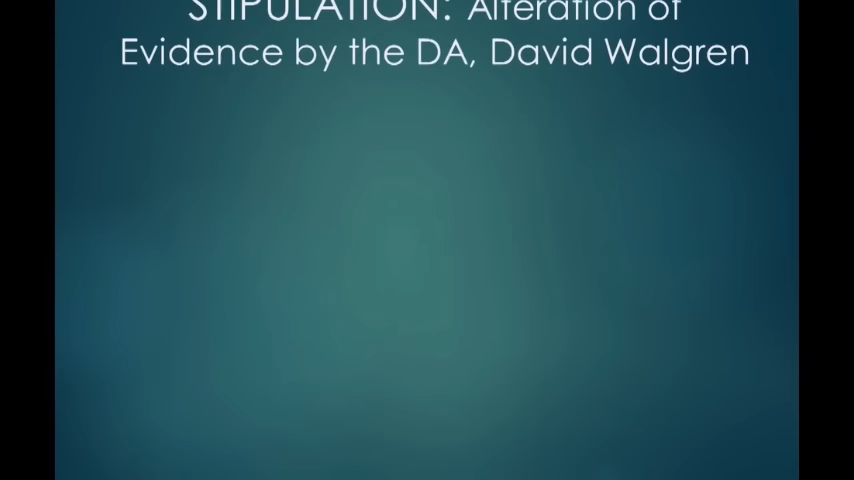 STIPULATION: Alteration of
Evidence by the DA, David Walgren